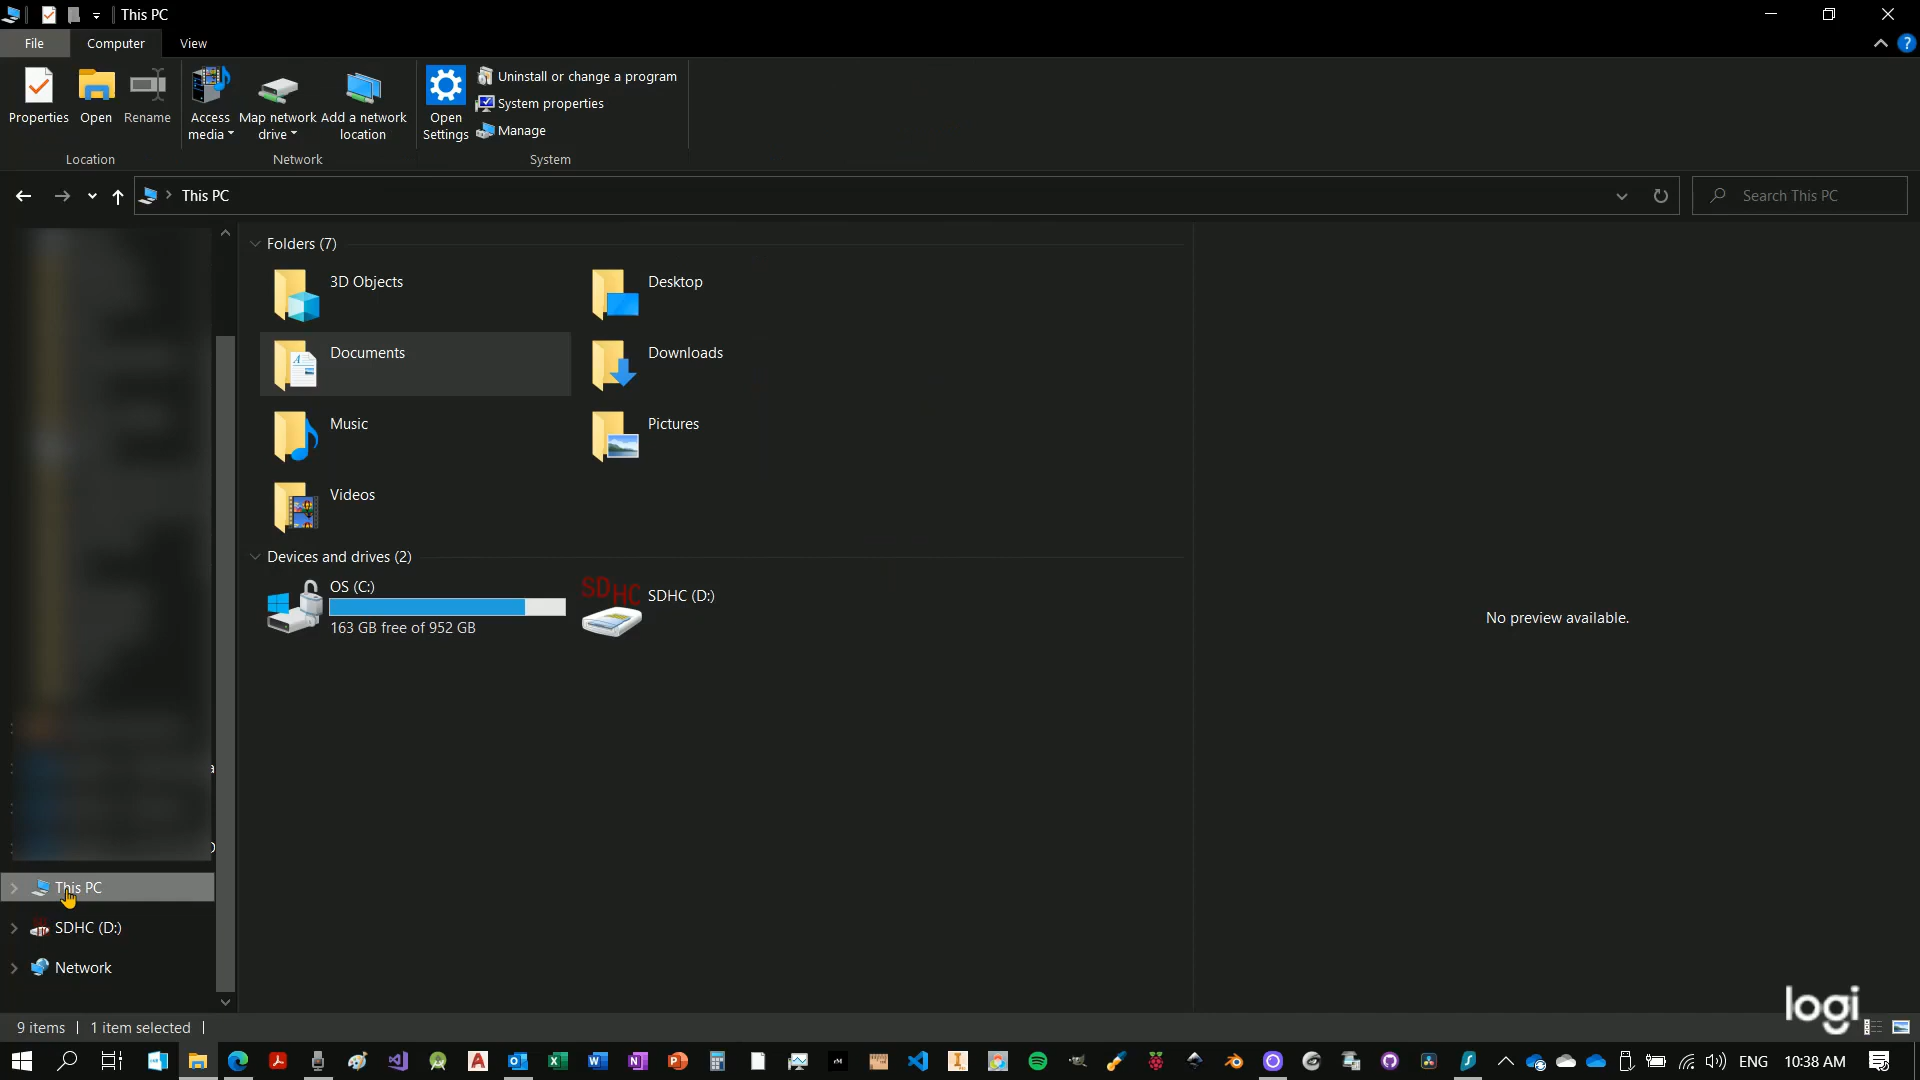 This PC
File
Computer
View
Properties
Open
Rename
Access media
Map network drive
Add a network location
Open Settings
Uninstall or change a program
System properties
Manage
Location
Network
System
This PC
Search This PC
Folders (7)
3D Objects
Desktop
Documents
Downloads
Music
Pictures
Videos
Devices and drives (2)
OS (C:)
163 GB free of 952 GB
SDHC
SDHC (D:)
No preview available.
This PC
SDHC (D:)
Network
logi
9 items
1 item selected
ENG
10:38 AM